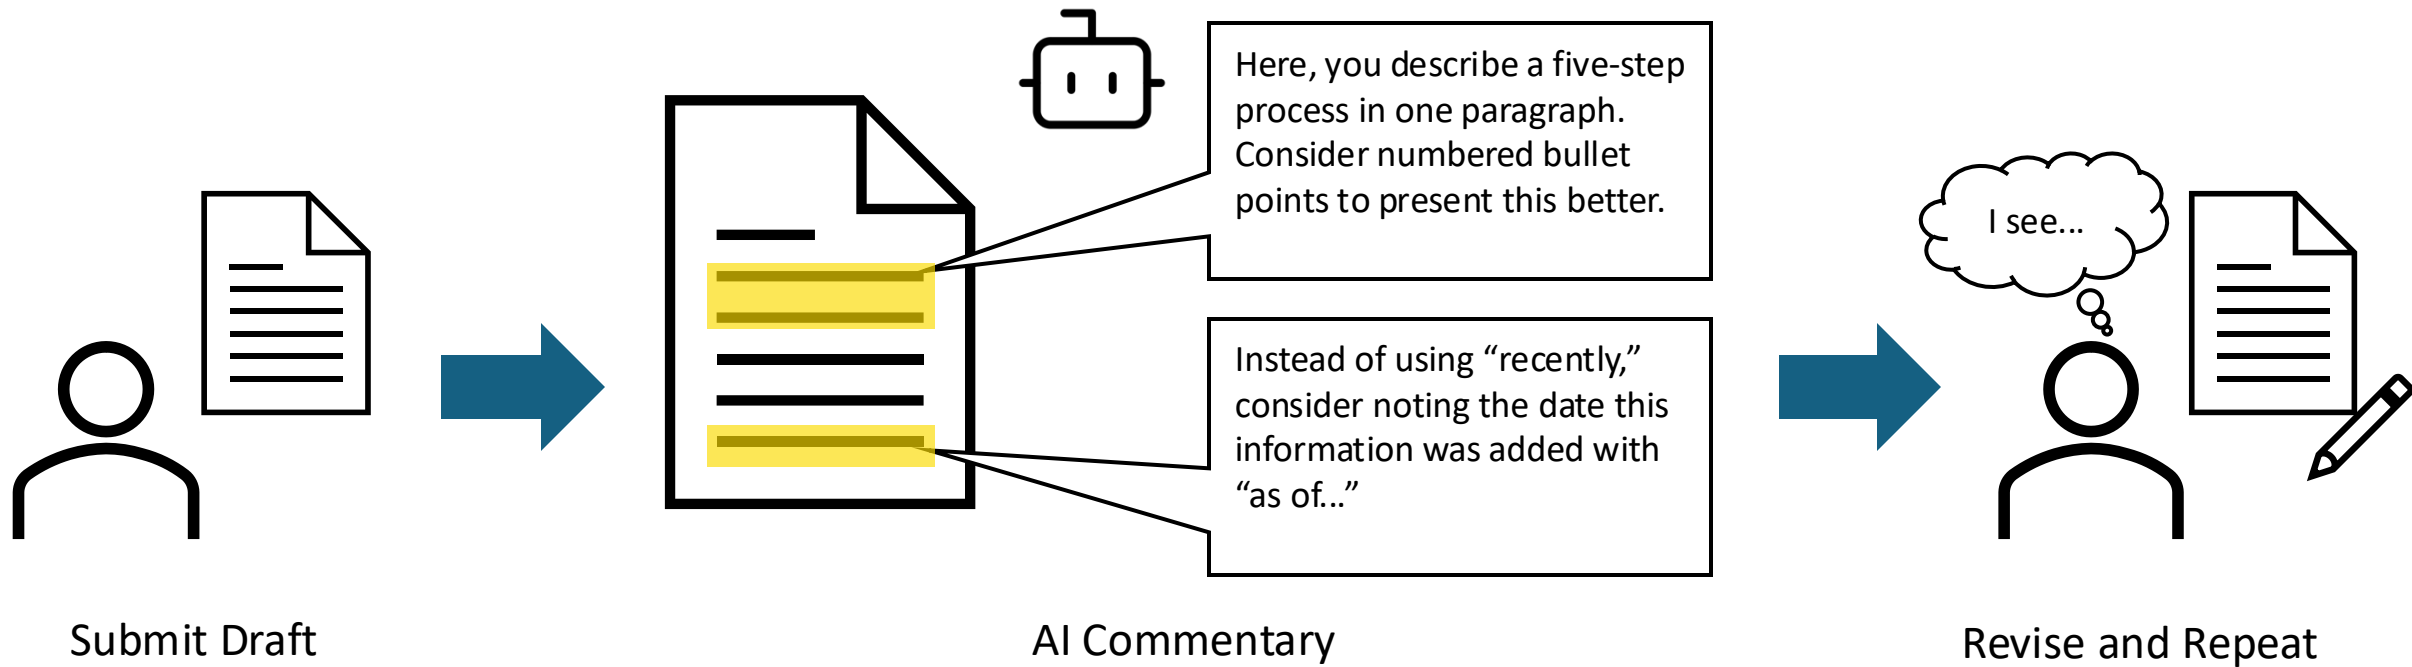 Here, you describe a five-step
process in one paragraph.
Consider numbered bullet
points to present this better.
Instead of using “recently,”
consider noting the date this
information was added with
“as of...”
I see...
Submit Draft
AI Commentary
Revise and Repeat